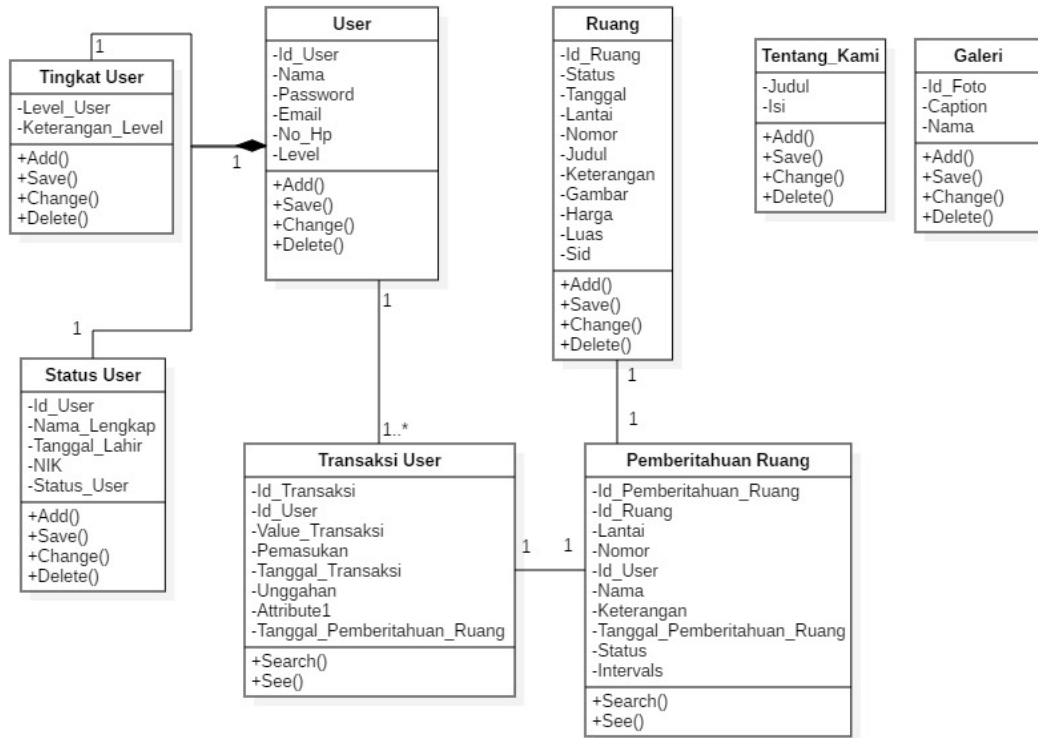 Tingkat User
-Level_User
-Keterangan_Level
+Add()
+Save()
+Change()
+Delete()
1
User
-Id_User
-Nama
-Password
-Email
-No_Hp
-Level
+Add()
+Save()
+Change()
+Delete()
1
1
1..*
Ruang
-Id_Ruang
-Status
-Tanggal
-Lantai
-Nomor
-Judul
-Keterangan
-Gambar
-Harga
-Luas
-Sid
+Add()
+Save()
+Change()
+Delete()
1
1
Tentang_Kami
-Judul
-Isi
+Add()
+Save()
+Change()
+Delete()
Galeri
-Id_Foto
-Caption
-Nama
+Add()
+Save()
+Change()
+Delete()
1
Status User
-Id_User
-Nama_Lengkap
-Tanggal_Lahir
-NIK
-Status_User
+Add()
+Save()
+Change()
+Delete()
Transaksi User
-Id_Transaksi
-Id_User
-Value_Transaksi
-Pemasukan
-Tanggal_Transaksi
-Unggahan
-Attribute1
-Tanggal_Pemberitahuan_Ruang
+Search()
+See()
1
1
Pemberitahuan Ruang
-Id_Pemberitahuan_Ruang
-Id_Ruang
-Lantai
-Nomor
-Id_User
-Nama
-Keterangan
-Tanggal_Pemberitahuan_Ruang
-Status
-Intervals
+Search()
+See()